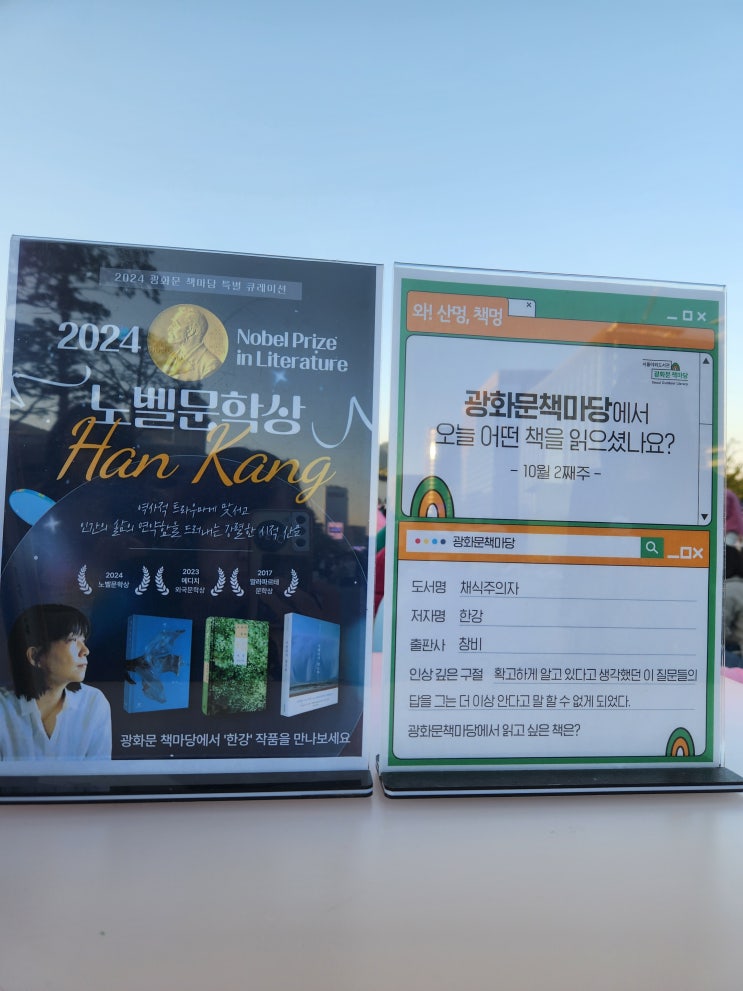 2024 광화문 책마당 특별 큐레이션
2024
Nobel Prize
in Literature
노벨문학상
Han Kang
역사적 트라우마에 맞서고
인간의 삶의 연약함을 드러내는 강렬한 시적 산문
2024
노벨문학상
2023
메디치
외국문학상
2017
말라파르테
문학상
광화문 책마당에서 '한강' 작품을 만나보세요
와! 산멍, 책멍
서울야외도서관
광화문 책마당
Seoul Outdoor Library
광화문책마당에서
오늘 어떤 책을 읽으셨나요?
- 10월 2째주 -
광화문책마당
도서명 채식주의자
저자명 한강
출판사 창비
인상 깊은 구절 확고하게 알고 있다고 생각했던 이 질문들의
답을 그는 더 이상 안다고 말 할 수 없게 되었다.
광화문책마당에서 읽고 싶은 책은?